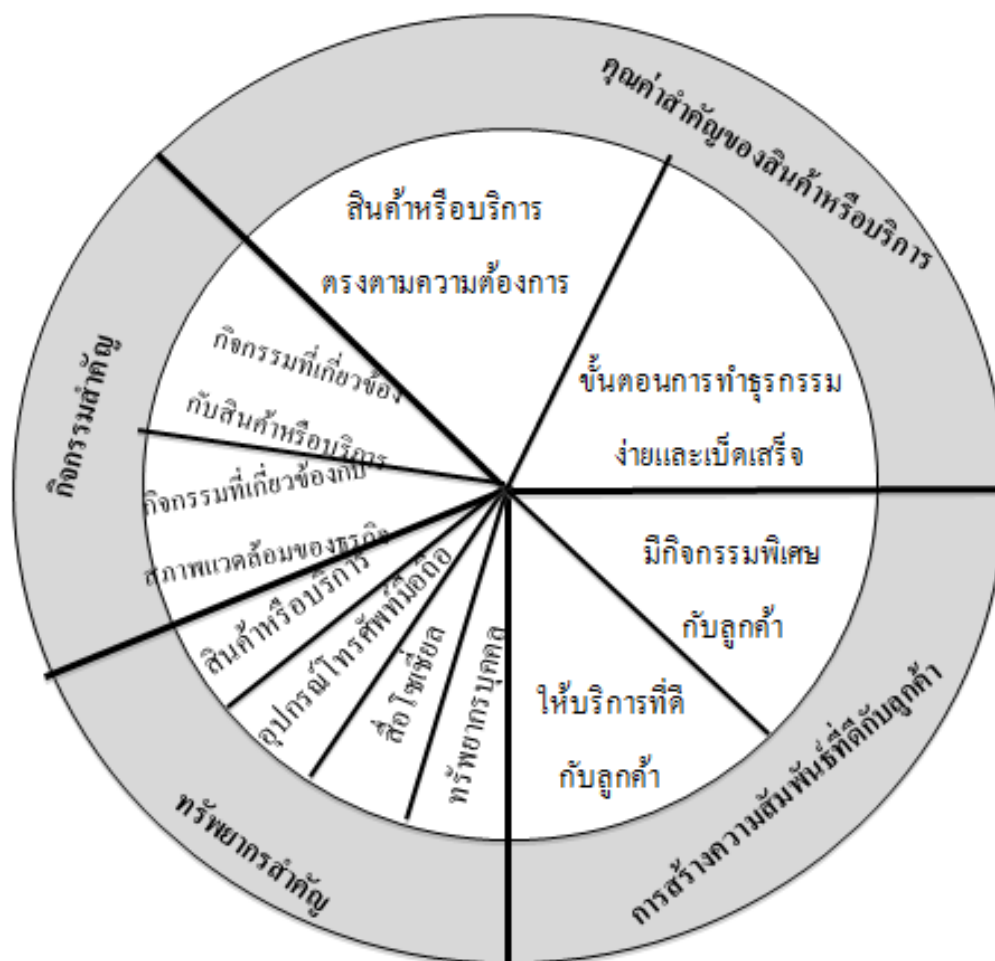 คุณค่าสำคัญของสินค้าหรือบริการ
สินค้าหรือบริการ
ตรงตามความต้องการ
ขั้นตอนการทำธุรกรรม
ง่ายและเบ็ดเสร็จ
กิจกรรมสำคัญ
กิจกรรมที่เกี่ยวข้อง
กับสินค้าหรือบริการ
กิจกรรมที่เกี่ยวข้องกับ
สภาพแวดล้อมของธุรกิจ
มีกิจกรรมพิเศษ
กับลูกค้า
ให้บริการที่ดี
กับลูกค้า
การสร้างความสัมพันธ์ที่ดีกับลูกค้า
สินค้าหรือบริการ
อุปกรณ์โทรศัพท์มือถือ
สื่อโซเชี่ยล
ทรัพยากรบุคคล
ทรัพยากรสำคัญ